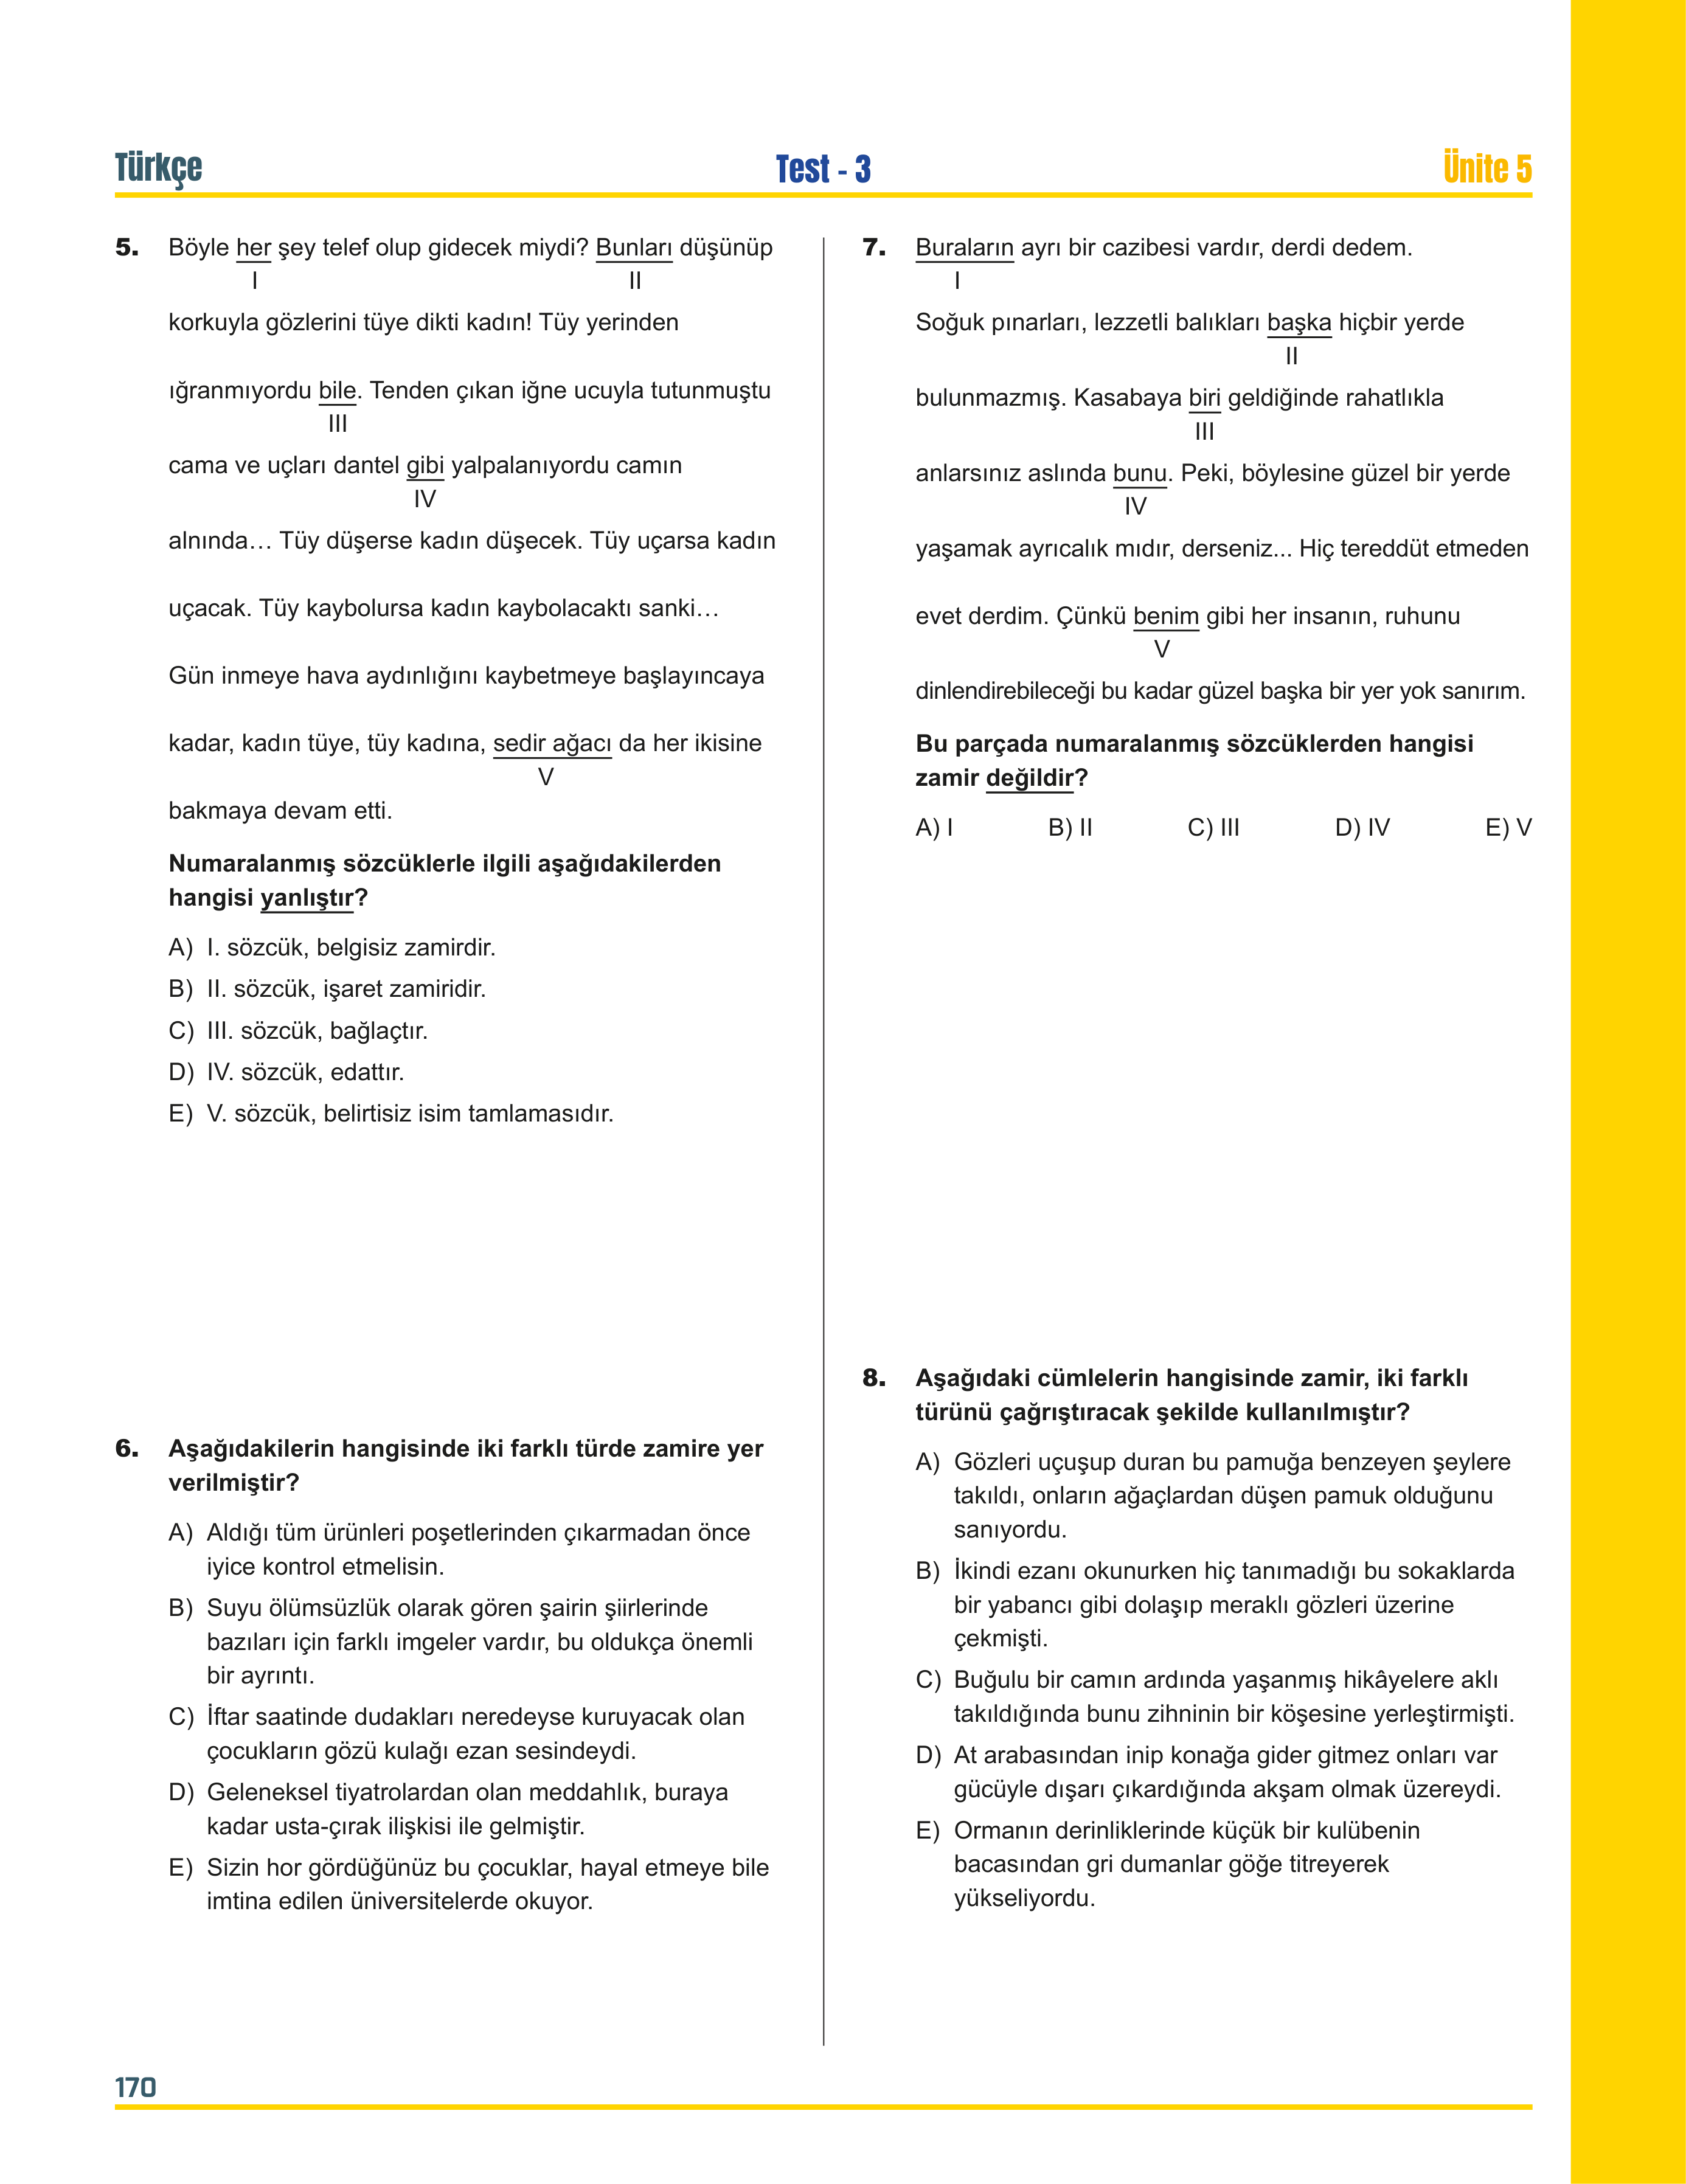 Türkçe
Test - 3
Ünite 5
5. Böyle her şey telef olup gidecek miydi? Bunları düşünüp
I II
korkuyla gözlerini tüye dikti kadın! Tüy yerinden
ığranmıyordu bile. Tenden çıkan iğne ucuyla tutunmuştu
III
cama ve uçları dantel gibi yalpalanıyordu camın
IV
alnında… Tüy düşerse kadın düşecek. Tüy uçarsa kadın
uçacak. Tüy kaybolursa kadın kaybolacaktı sanki…
Gün inmeye hava aydınlığını kaybetmeye başlayıncaya
kadar, kadın tüye, tüy kadına, sedir ağacı da her ikisine
V
bakmaya devam etti.
Numaralanmış sözcüklerle ilgili aşağıdakilerden
hangisi yanlıştır?
A) I. sözcük, belgisiz zamirdir.
B) II. sözcük, işaret zamiridir.
C) III. sözcük, bağlaçtır.
D) IV. sözcük, edattır.
E) V. sözcük, belirtisiz isim tamlamasıdır.
6. Aşağıdakilerin hangisinde iki farklı türde zamire yer
verilmiştir?
A) Aldığı tüm ürünleri poşetlerinden çıkarmadan önce
iyice kontrol etmelisin.
B) Suyu ölümsüzlük olarak gören şairin şiirlerinde
bazıları için farklı imgeler vardır, bu oldukça önemli
bir ayrıntı.
C) İftar saatinde dudakları neredeyse kuruyacak olan
çocukların gözü kulağı ezan sesindeydi.
D) Geleneksel tiyatrolardan olan meddahlık, buraya
kadar usta-çırak ilişkisi ile gelmiştir.
E) Sizin hor gördüğünüz bu çocuklar, hayal etmeye bile
imtina edilen üniversitelerde okuyor.
7. Buraların ayrı bir cazibesi vardır, derdi dedem.
I
Soğuk pınarları, lezzetli balıkları başka hiçbir yerde
II
bulunmazmış. Kasabaya biri geldiğinde rahatlıkla
III
anlarsınız aslında bunu. Peki, böylesine güzel bir yerde
IV
yaşamak ayrıcalık mıdır, derseniz... Hiç tereddüt etmeden
evet derdim. Çünkü benim gibi her insanın, ruhunu
V
dinlendirebileceği bu kadar güzel başka bir yer yok sanırım.
Bu parçada numaralanmış sözcüklerden hangisi
zamir değildir?
A) I B) II C) III D) IV E) V
8. Aşağıdaki cümlelerin hangisinde zamir, iki farklı
türünü çağrıştıracak şekilde kullanılmıştır?
A) Gözleri uçuşup duran bu pamuğa benzeyen şeylere
takıldı, onların ağaçlardan düşen pamuk olduğunu
sanıyordu.
B) İkindi ezanı okunurken hiç tanımadığı bu sokaklarda
bir yabancı gibi dolaşıp meraklı gözleri üzerine
çekmişti.
C) Buğulu bir camın ardında yaşanmış hikâyelere aklı
takıldığında bunu zihninin bir köşesine yerleştirmişti.
D) At arabasından inip konağa gider gitmez onları var
gücüyle dışarı çıkardığında akşam olmak üzereydi.
E) Ormanın derinliklerinde küçük bir kulübenin
bacasından gri dumanlar göğe titreyerek
yükseliyordu.
170